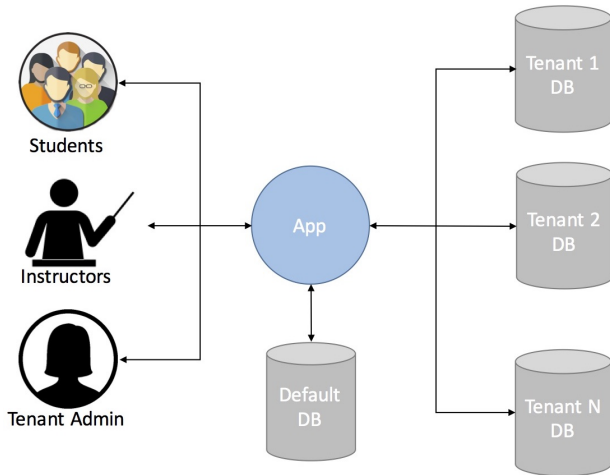 Students
Instructors
Tenant Admin
App
Default
DB
Tenant 1
DB
Tenant 2
DB
Tenant N
DB